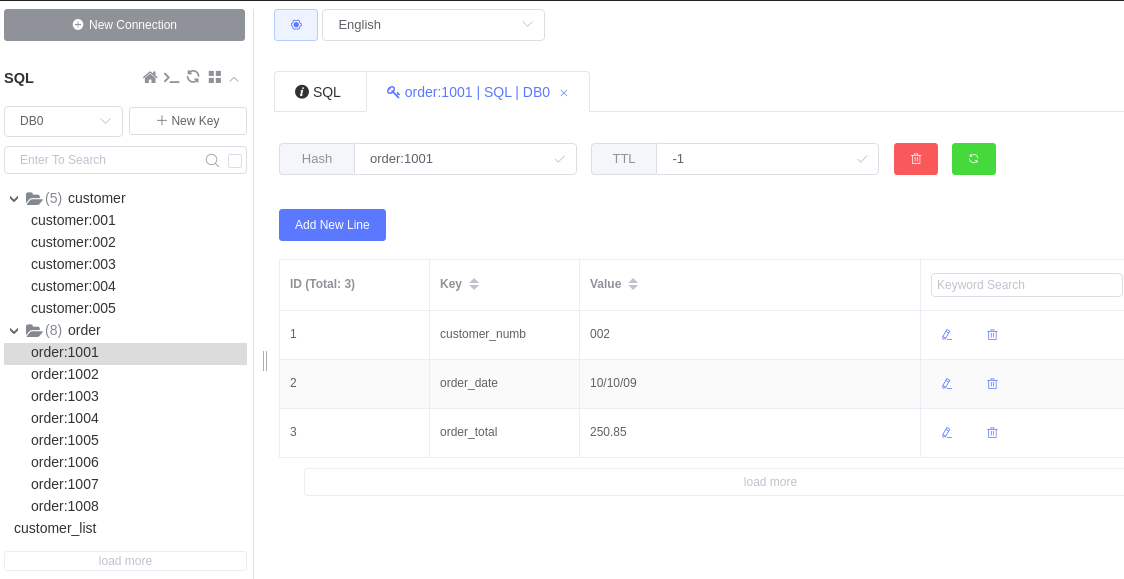 New Connection
English
SQL
DB0
New Key
Enter To Search
(5) customer
customer:001
customer:002
customer:003
customer:004
customer:005
(8) order
order:1001
order:1002
order:1003
order:1004
order:1005
order:1006
order:1007
order:1008
customer_list
load more
SQL
order:1001 | SQL | DB0
Hash order:1001 TTL -1
Add New Line
ID (Total: 3) Key Value Keyword Search
1 customer_numb 002
2 order_date 10/10/09
3 order_total 250.85
load more